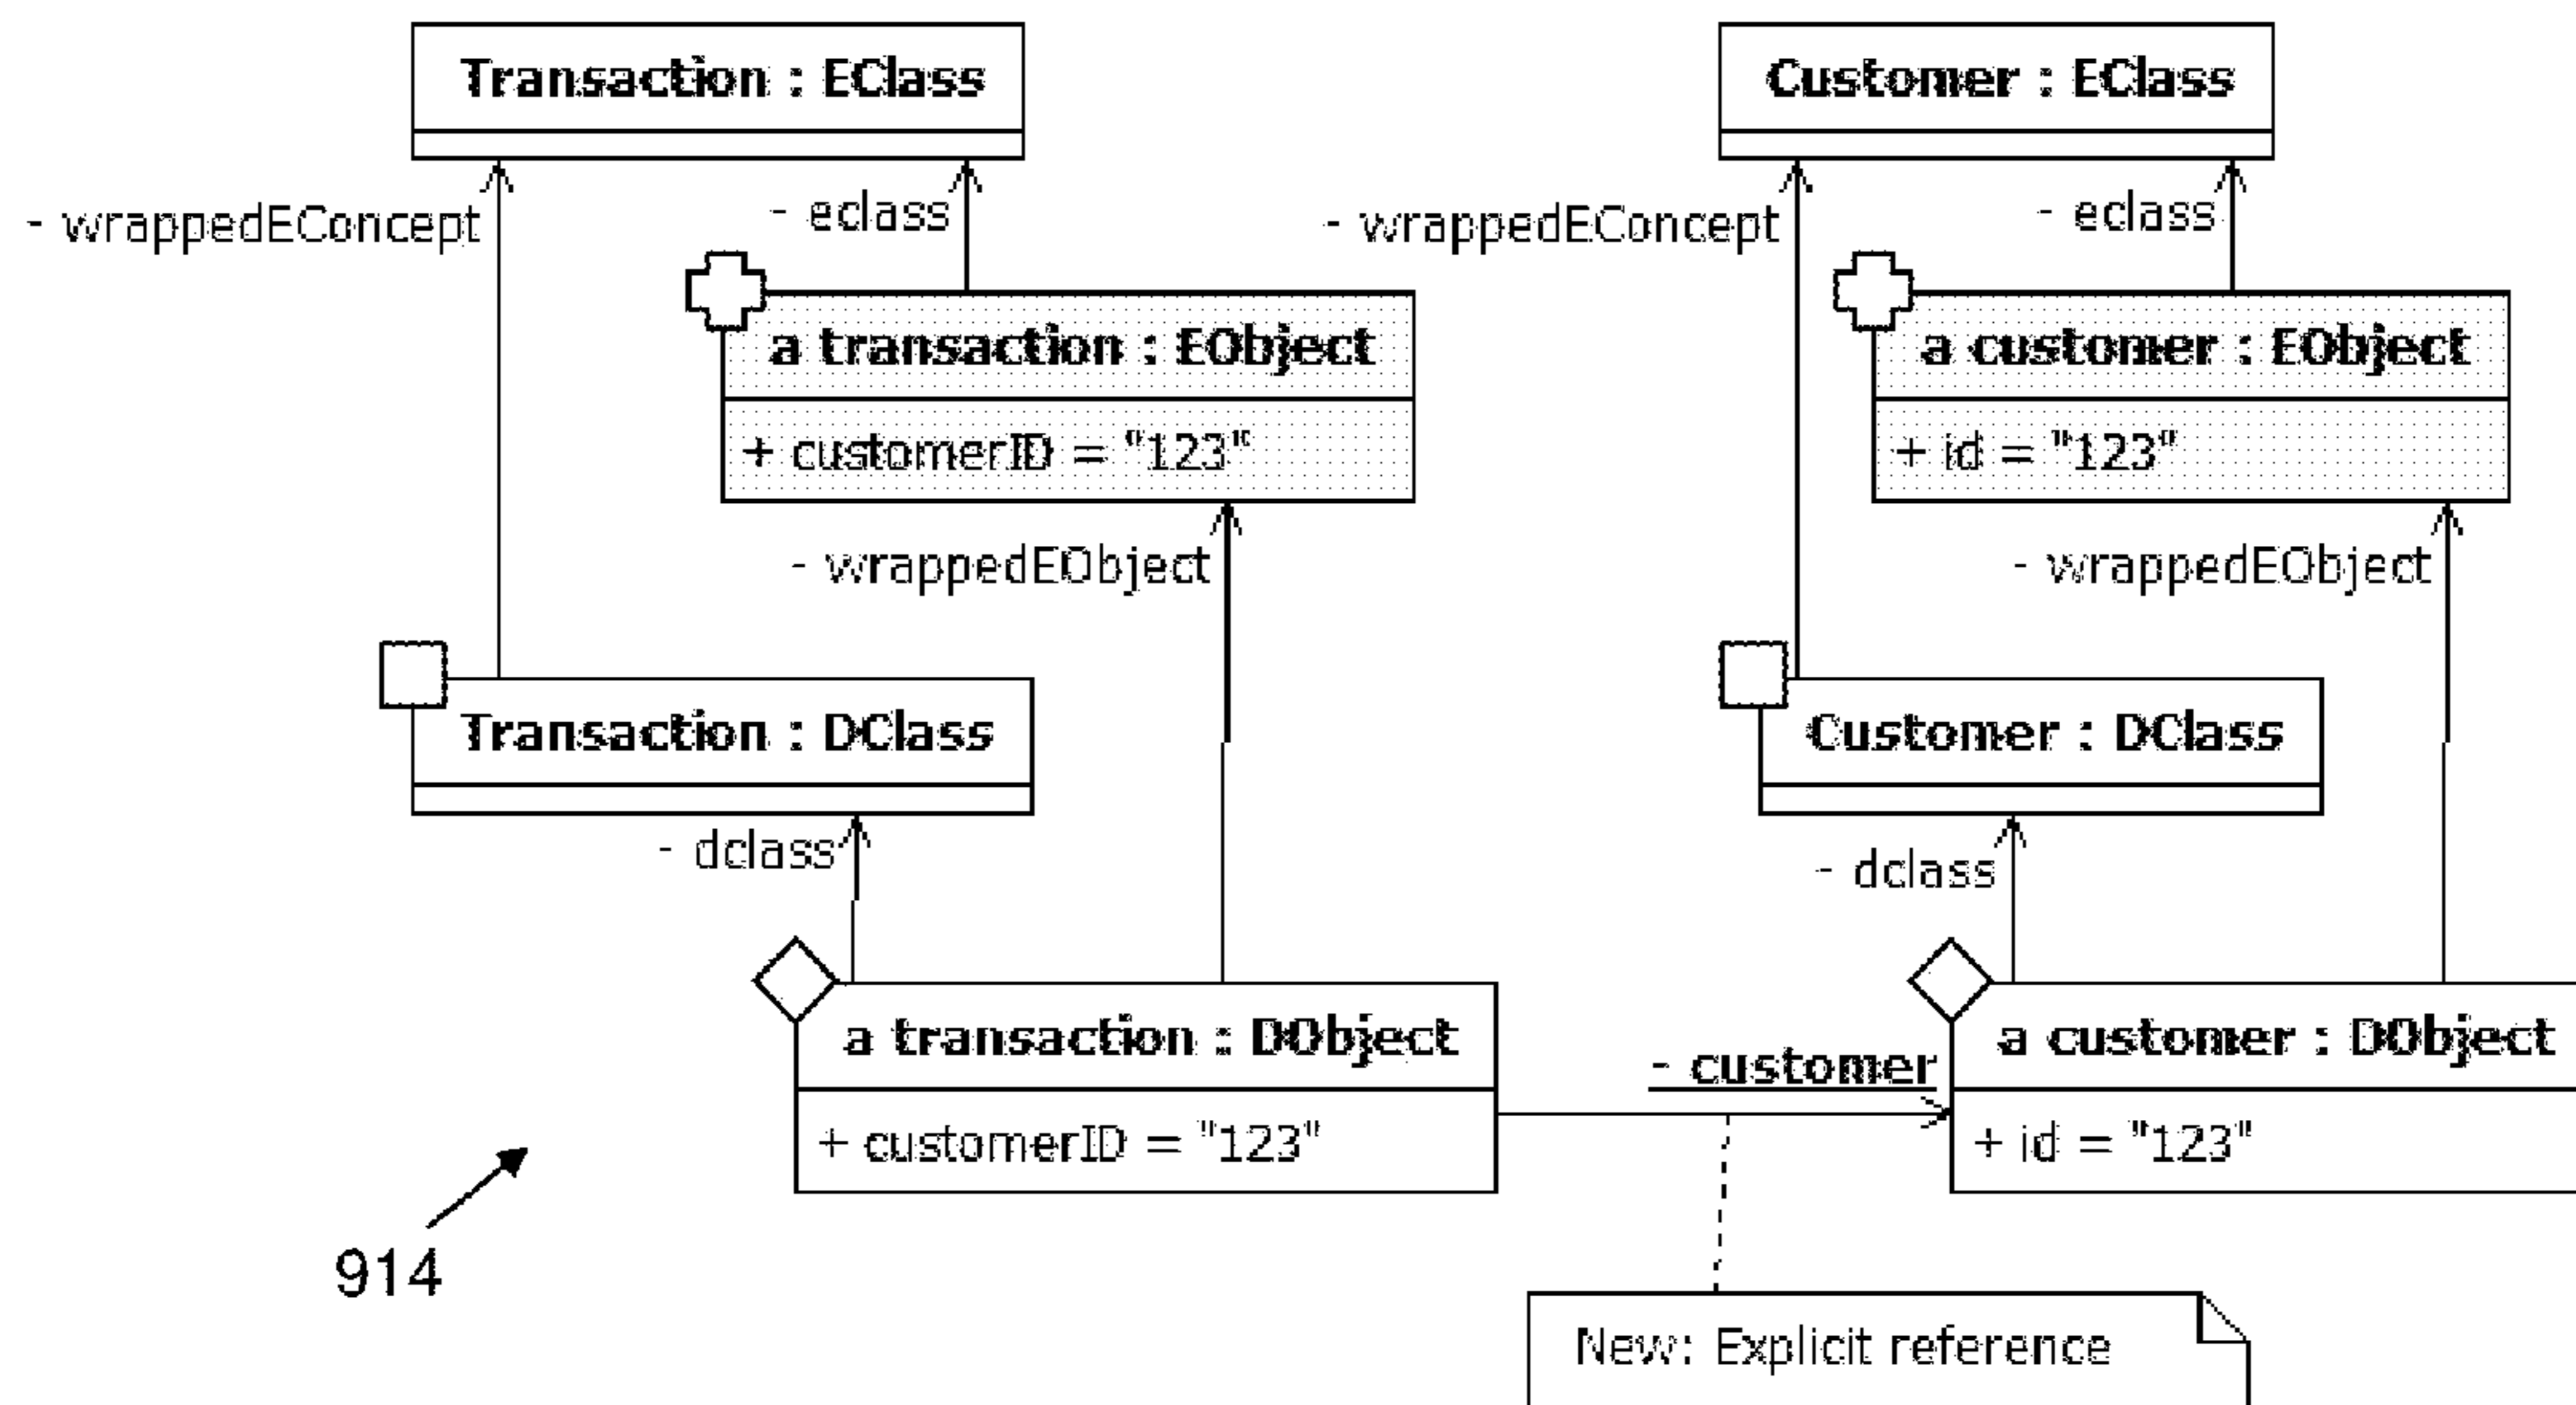 Transaction : EClass
Customer : EClass
- wrappedEConcept
- eclass
- wrappedEConcept
- eclass
a transaction : EObject
+ customerID = "123"
a customer : EObject
+ id = "123"
- wrappedEObject
- wrappedEObject
Transaction : DClass
Customer : DClass
- dclass
- dclass
a transaction : DObject
+ customerID = "123"
- customer
a customer : DObject
+ id = "123"
914
New: Explicit reference